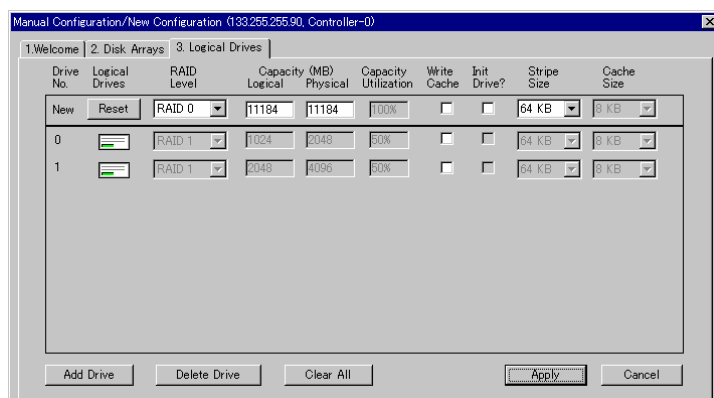 Manual Configuration/New Configuration (133.255.255.90, Controller-0)
1.Welcome 2. Disk Arrays 3. Logical Drives
Drive No. Logical Drives RAID Level Capacity (MB) Logical Physical Capacity Utilization Write Cache Init Drive? Stripe Size Cache Size
New Reset RAID 0 11184 11184 100% 64 KB 8 KB
0 RAID 1 1024 2048 50% 64 KB 8 KB
1 RAID 1 2048 4096 50% 64 KB 8 KB
Add Drive Delete Drive Clear All Apply Cancel